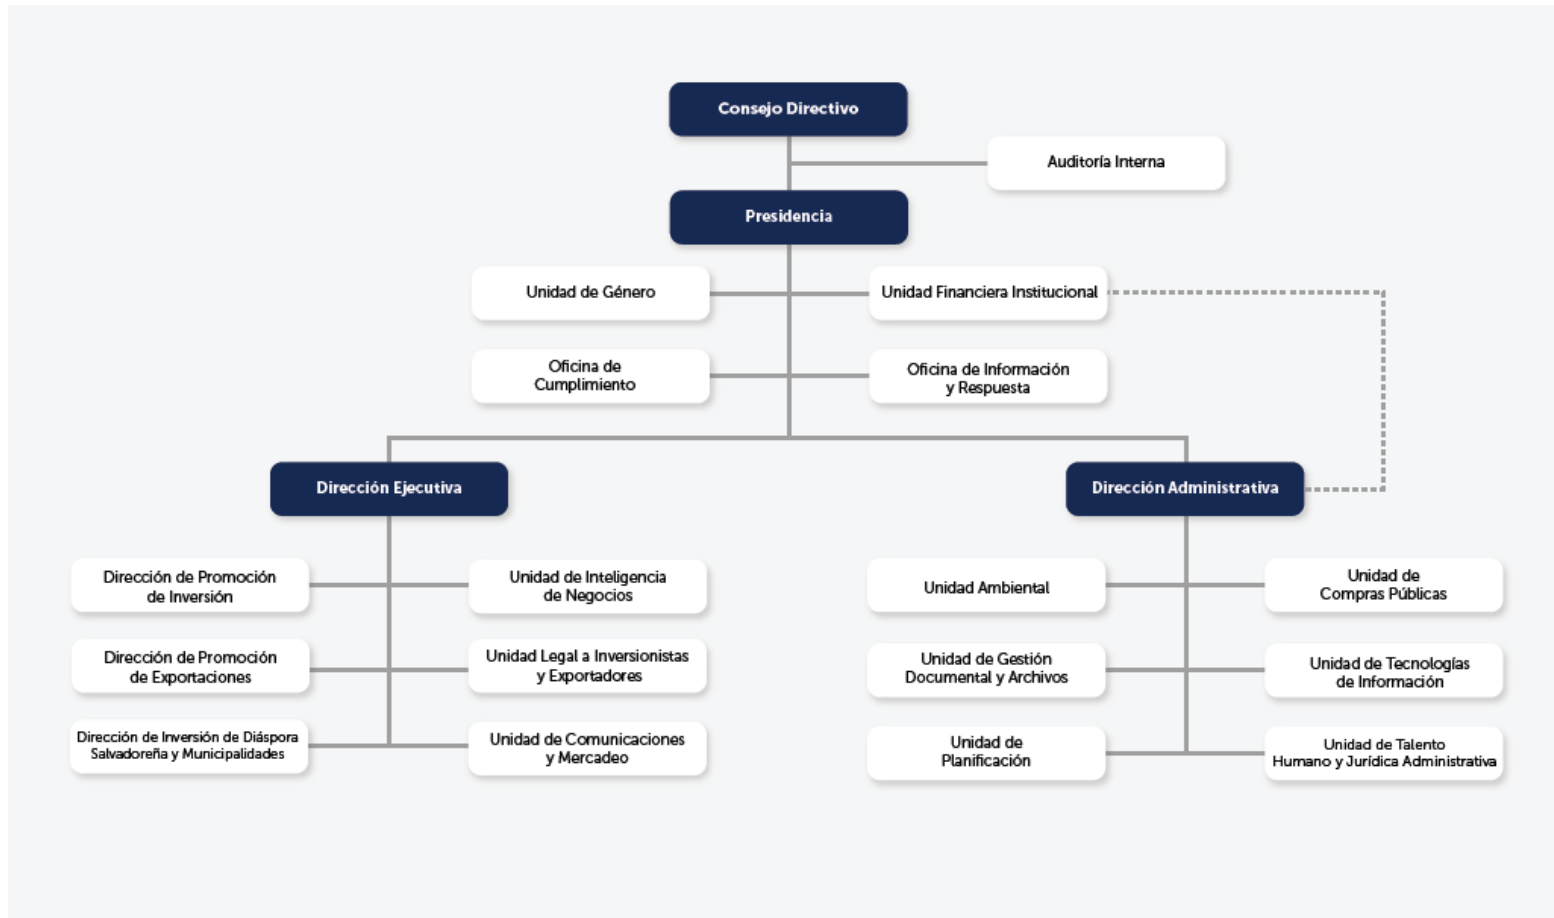 Consejo Directivo
Auditoría Interna
Presidencia
Unidad de Género
Unidad Financiera Institucional
Oficina de
Cumplimiento
Oficina de Información
y Respuesta
Dirección Ejecutiva
Dirección Administrativa
Dirección de Promoción
de Inversión
Unidad de Inteligencia
de Negocios
Dirección de Promoción
de Exportaciones
Unidad Legal a Inversionistas
y Exportadores
Dirección de Inversión de Diáspora
Salvadoreña y Municipalidades
Unidad de Comunicaciones
y Mercadeo
Unidad Ambiental
Unidad de
Compras Públicas
Unidad de Gestión
Documental y Archivos
Unidad de Tecnologías
de Información
Unidad de
Planificación
Unidad de Talento
Humano y Jurídica Administrativa